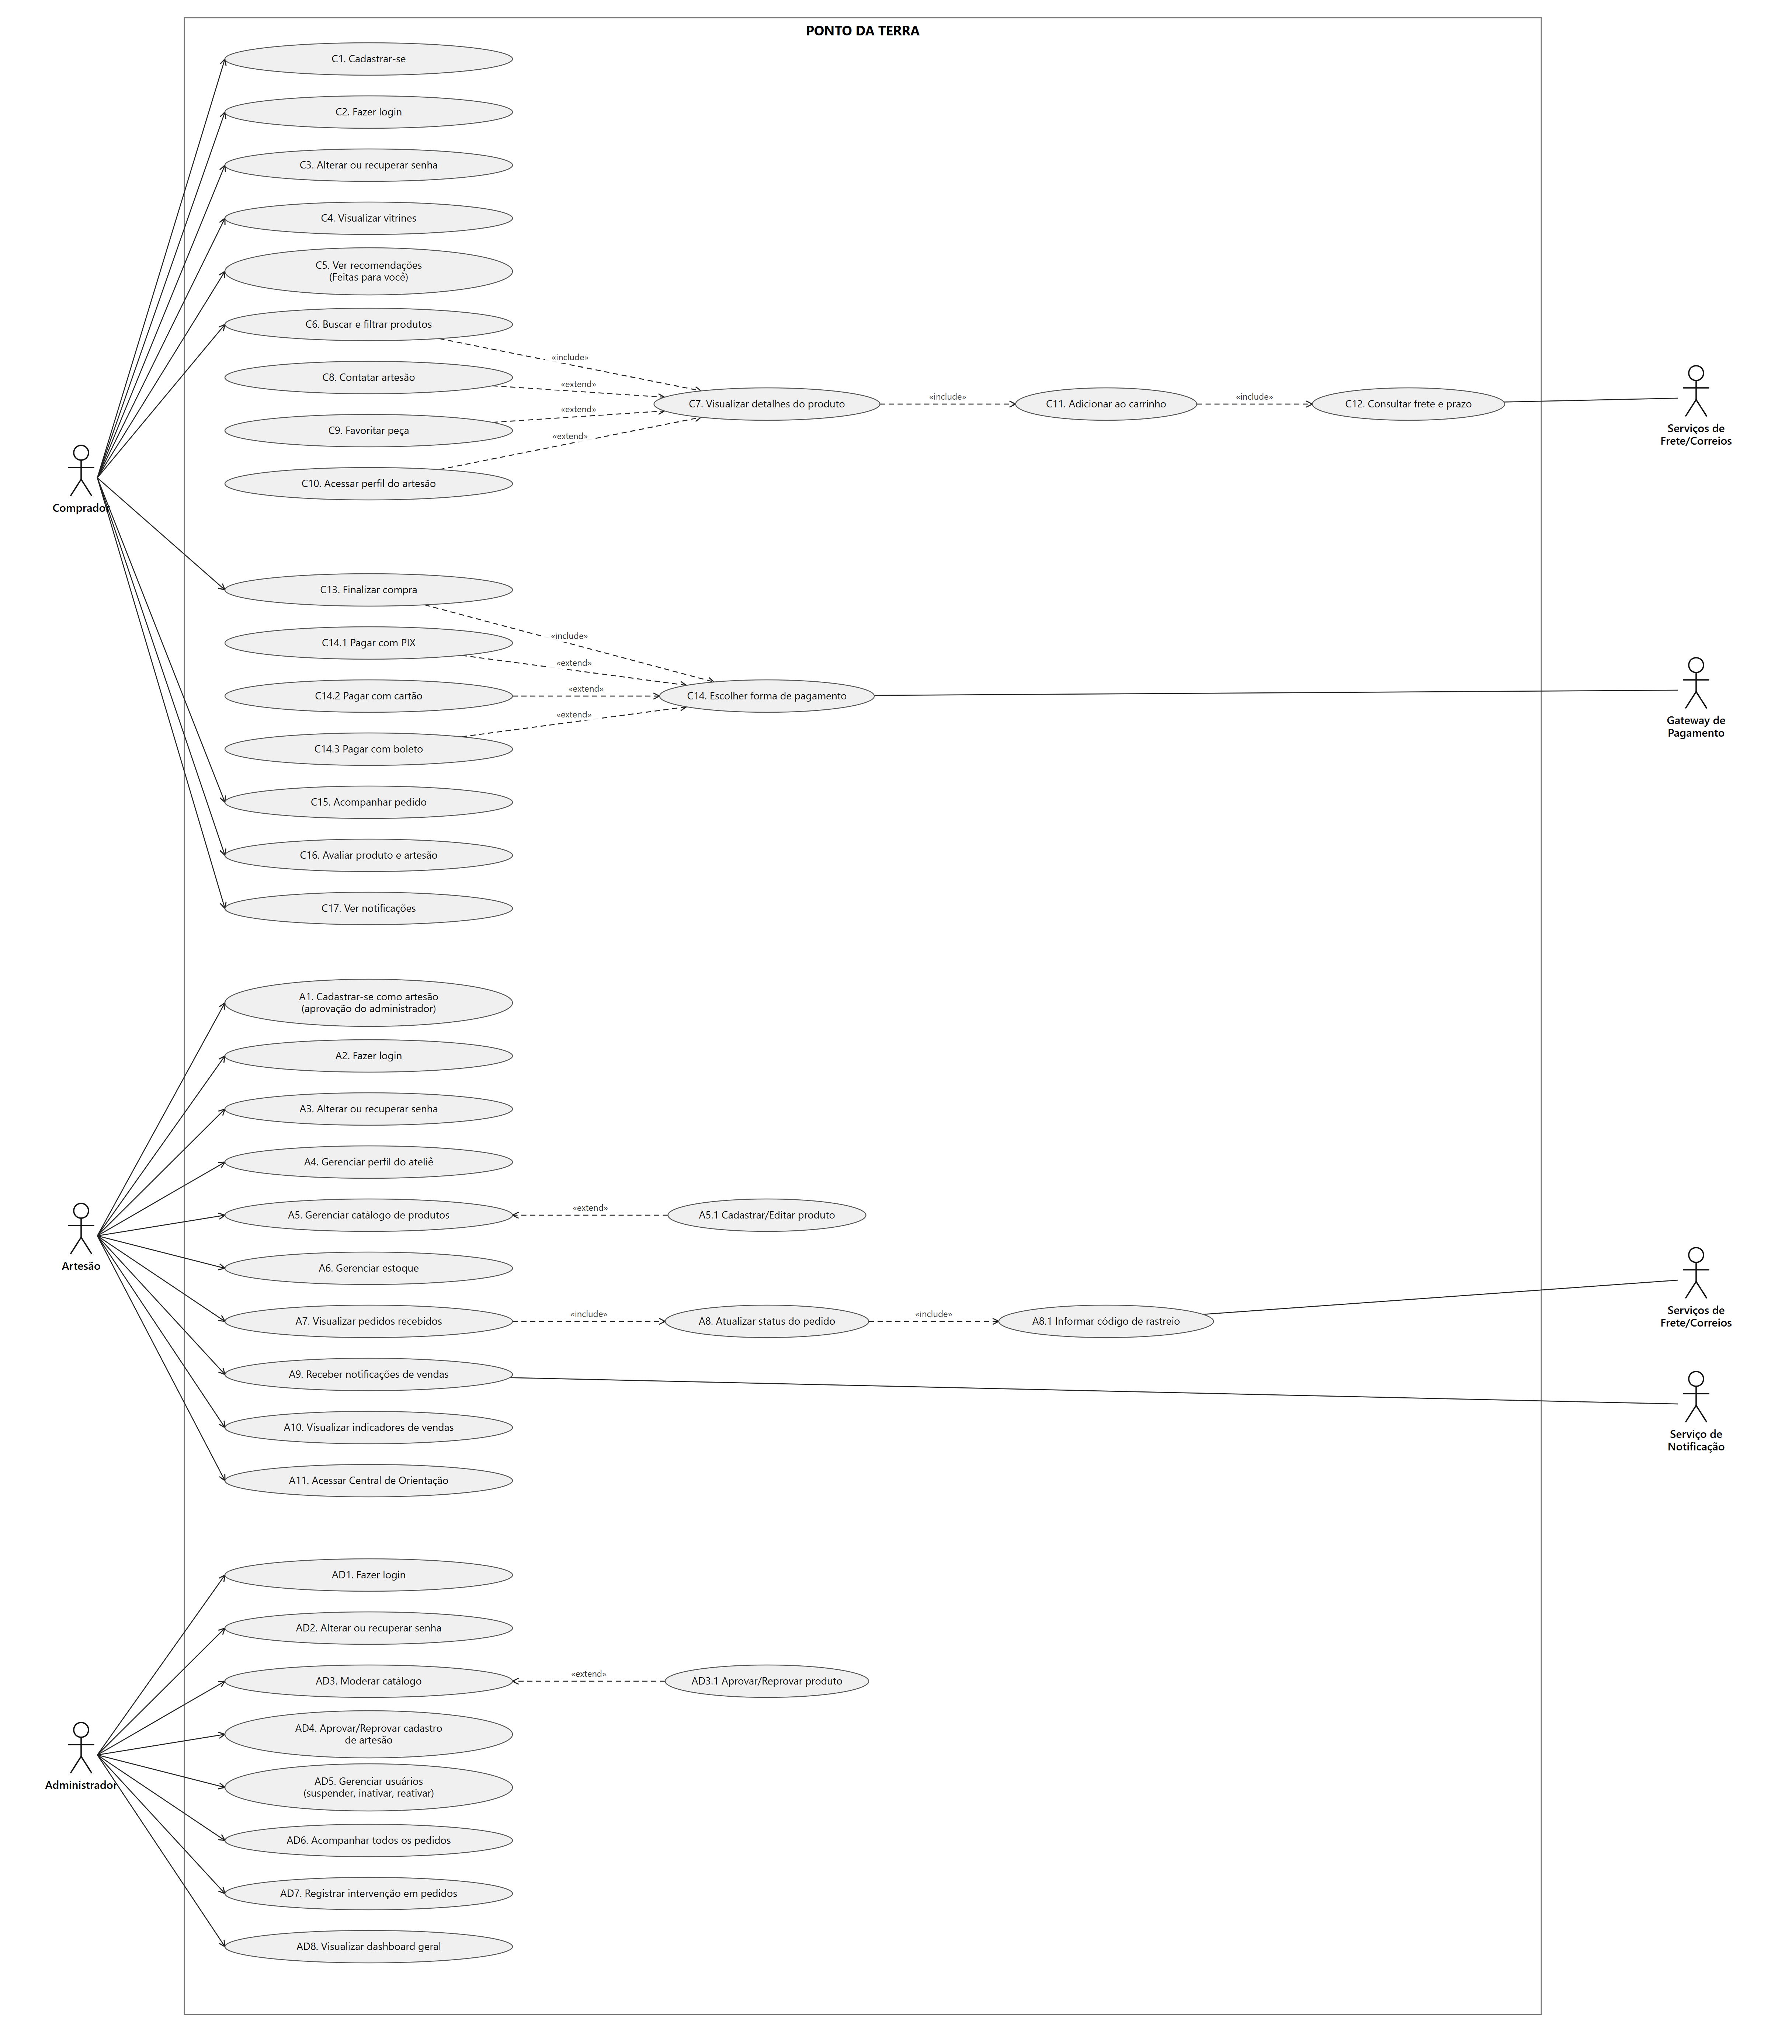 PONTO DA TERRA
C1. Cadastrar-se
C2. Fazer login
C3. Alterar ou recuperar senha
C4. Visualizar vitrines
C5. Ver recomendações
(Feitas para você)
C6. Buscar e filtrar produtos
«include»
C8. Contatar artesão
«extend»
C9. Favoritar peça
«extend»
C10. Acessar perfil do artesão
«extend»
C7. Visualizar detalhes do produto
«include»
C11. Adicionar ao carrinho
«include»
C12. Consultar frete e prazo
Serviços de
Frete/Correios
Comprador
C13. Finalizar compra
«include»
C14.1 Pagar com PIX
«extend»
C14.2 Pagar com cartão
«extend»
C14.3 Pagar com boleto
«extend»
C14. Escolher forma de pagamento
Gateway de
Pagamento
C15. Acompanhar pedido
C16. Avaliar produto e artesão
C17. Ver notificações
A1. Cadastrar-se como artesão
(aprovação do administrador)
A2. Fazer login
A3. Alterar ou recuperar senha
A4. Gerenciar perfil do ateliê
A5. Gerenciar catálogo de produtos
«extend»
A5.1 Cadastrar/Editar produto
Artesão
A6. Gerenciar estoque
A7. Visualizar pedidos recebidos
«include»
A8. Atualizar status do pedido
«include»
A8.1 Informar código de rastreio
Serviços de
Frete/Correios
A9. Receber notificações de vendas
A10. Visualizar indicadores de vendas
Serviço de
Notificação
A11. Acessar Central de Orientação
AD1. Fazer login
AD2. Alterar ou recuperar senha
AD3. Moderar catálogo
«extend»
AD3.1 Aprovar/Reprovar produto
AD4. Aprovar/Reprovar cadastro
de artesão
Administrador
AD5. Gerenciar usuários
(suspender, inativar, reativar)
AD6. Acompanhar todos os pedidos
AD7. Registrar intervenção em pedidos
AD8. Visualizar dashboard geral